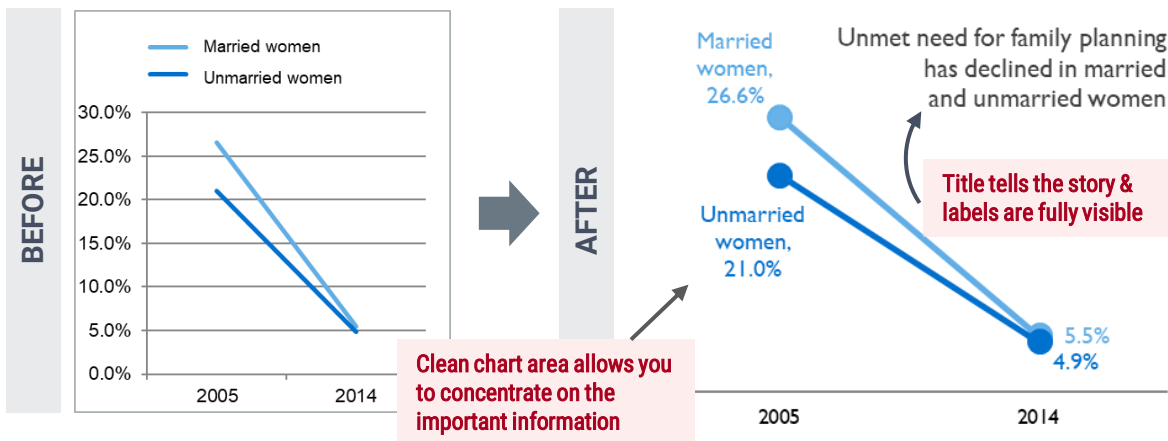 BEFORE
Married women
Unmarried women
30.0%
25.0%
20.0%
15.0%
10.0%
5.0%
0.0%
2005
2014
AFTER
Married
women,
26.6%
Unmet need for family planning
has declined in married
and unmarried women
Title tells the story &
labels are fully visible
Unmarried
women,
21.0%
5.5%
4.9%
Clean chart area allows you
to concentrate on the
important information
2005
2014